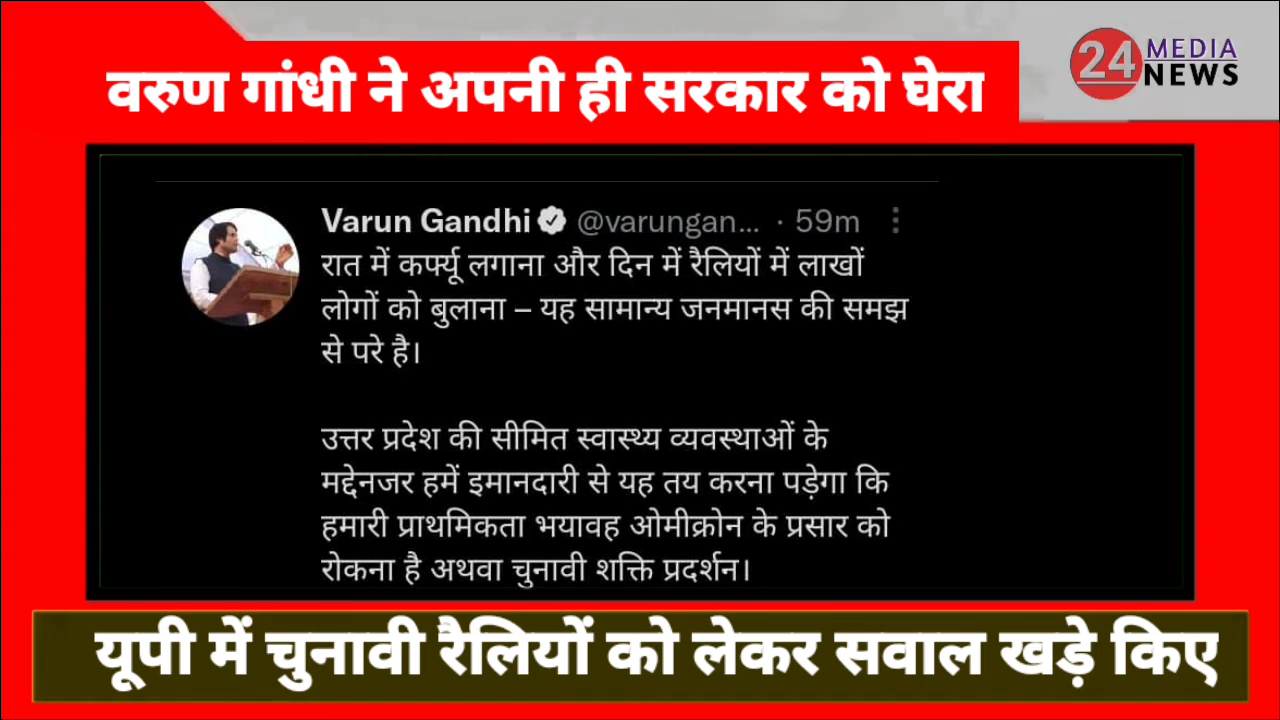 वरुण गांधी ने अपनी ही सरकार को घेरा
24 MEDIA
NEWS
Varun Gandhi @varungan... · 59m
रात में कर्फ्यू लगाना और दिन में रैलियों में लाखों
लोगों को बुलाना – यह सामान्य जनमानस की समझ
से परे है।
उत्तर प्रदेश की सीमित स्वास्थ्य व्यवस्थाओं के
मद्देनजर हमें इमानदारी से यह तय करना पड़ेगा कि
हमारी प्राथमिकता भयावह ओमीक्रोन के प्रसार को
रोकना है अथवा चुनावी शक्ति प्रदर्शन।
यूपी में चुनावी रैलियों को लेकर सवाल खड़े किए